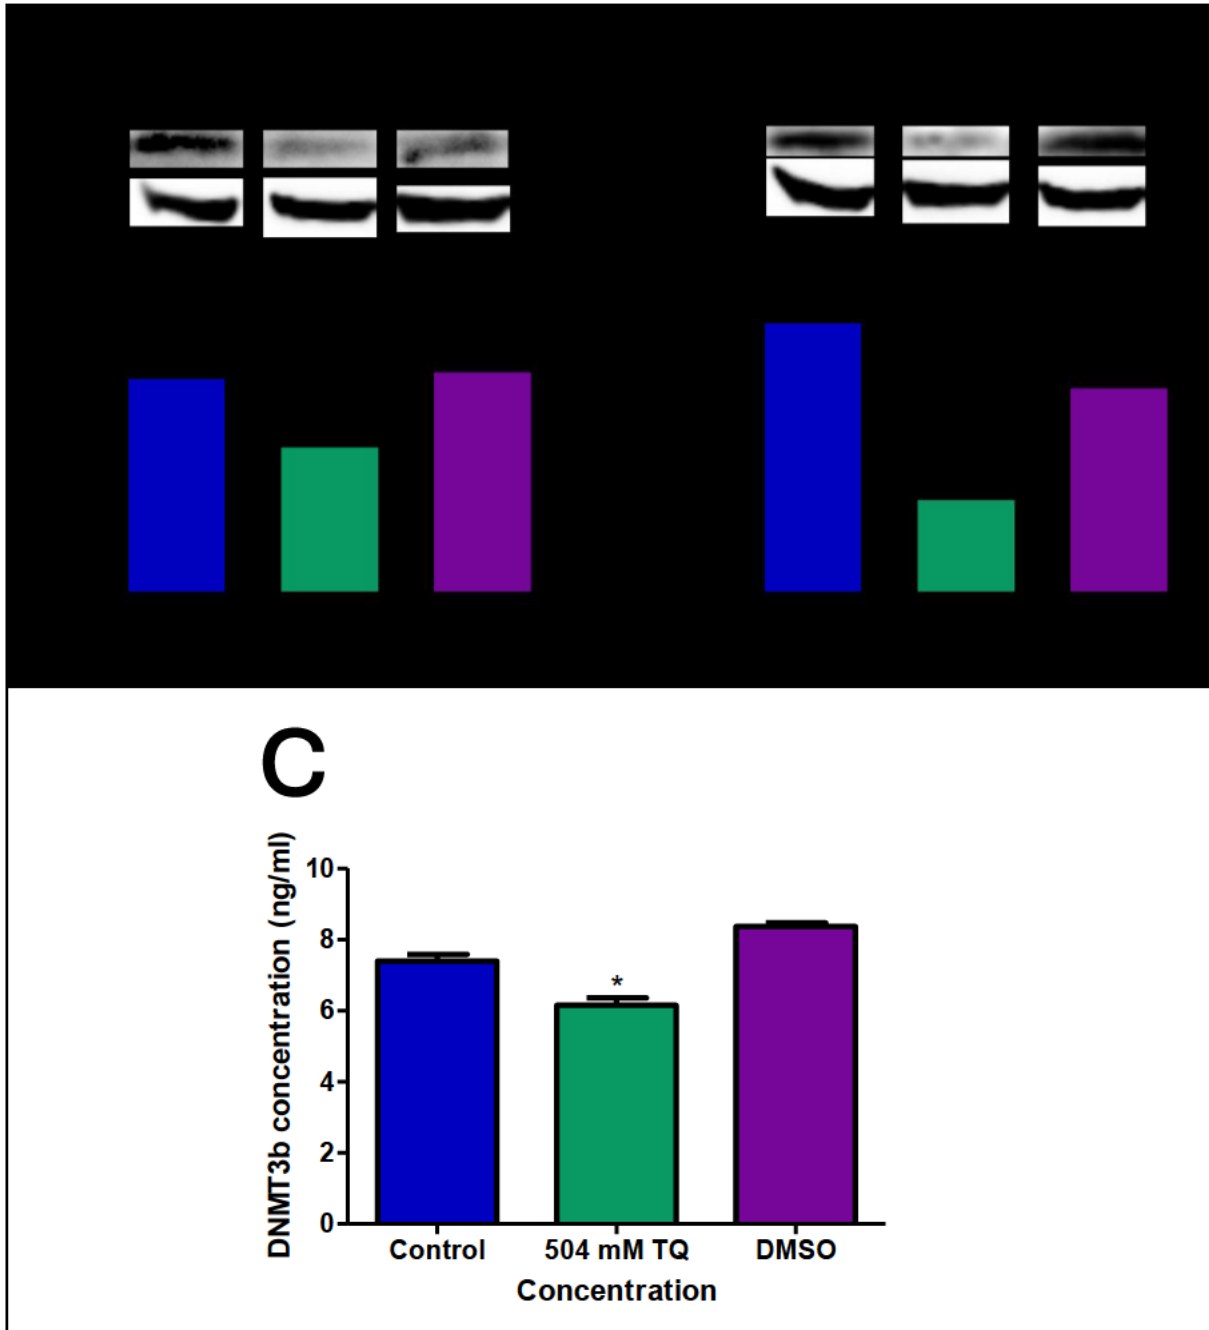 C
DNMT3b concentration (ng/ml)
10
8
*
6
4
2
0
Control 504 mM TQ DMSO
Concentration